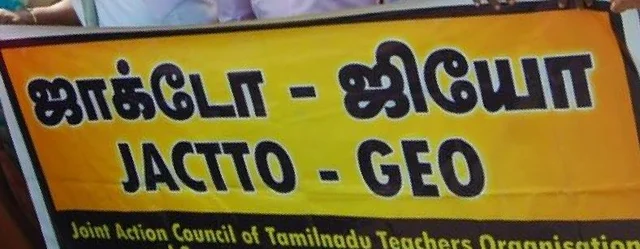 ஜாக்டோ - ஜியோ
JACTTO - GEO
Joint Action Council of Tamilnadu Teachers Organisation